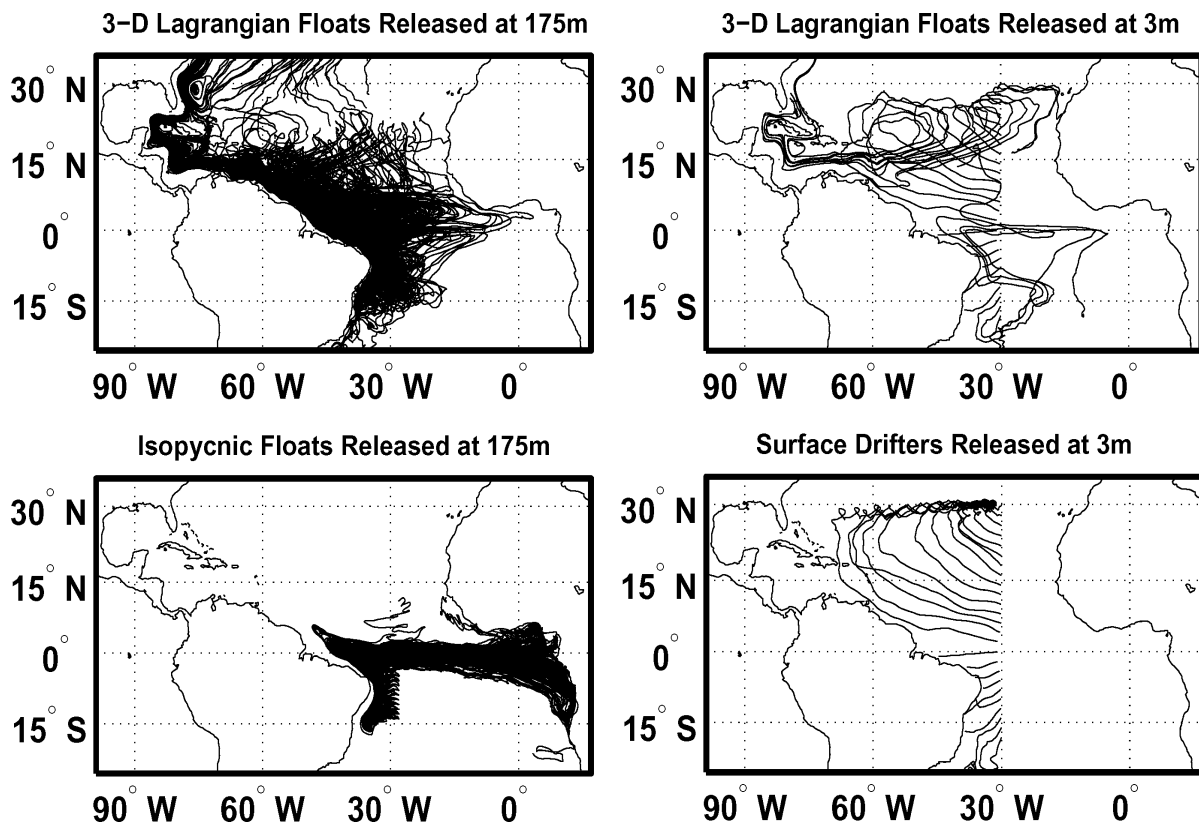 3-D Lagrangian Floats Released at 175m
30° N
15° N
0°
15° S
90° W 60° W 30° W 0°
3-D Lagrangian Floats Released at 3m
30° N
15° N
0°
15° S
90° W 60° W 30° W 0°
Isopycnic Floats Released at 175m
30° N
15° N
0°
15° S
90° W 60° W 30° W 0°
Surface Drifters Released at 3m
30° N
15° N
0°
15° S
90° W 60° W 30° W 0°